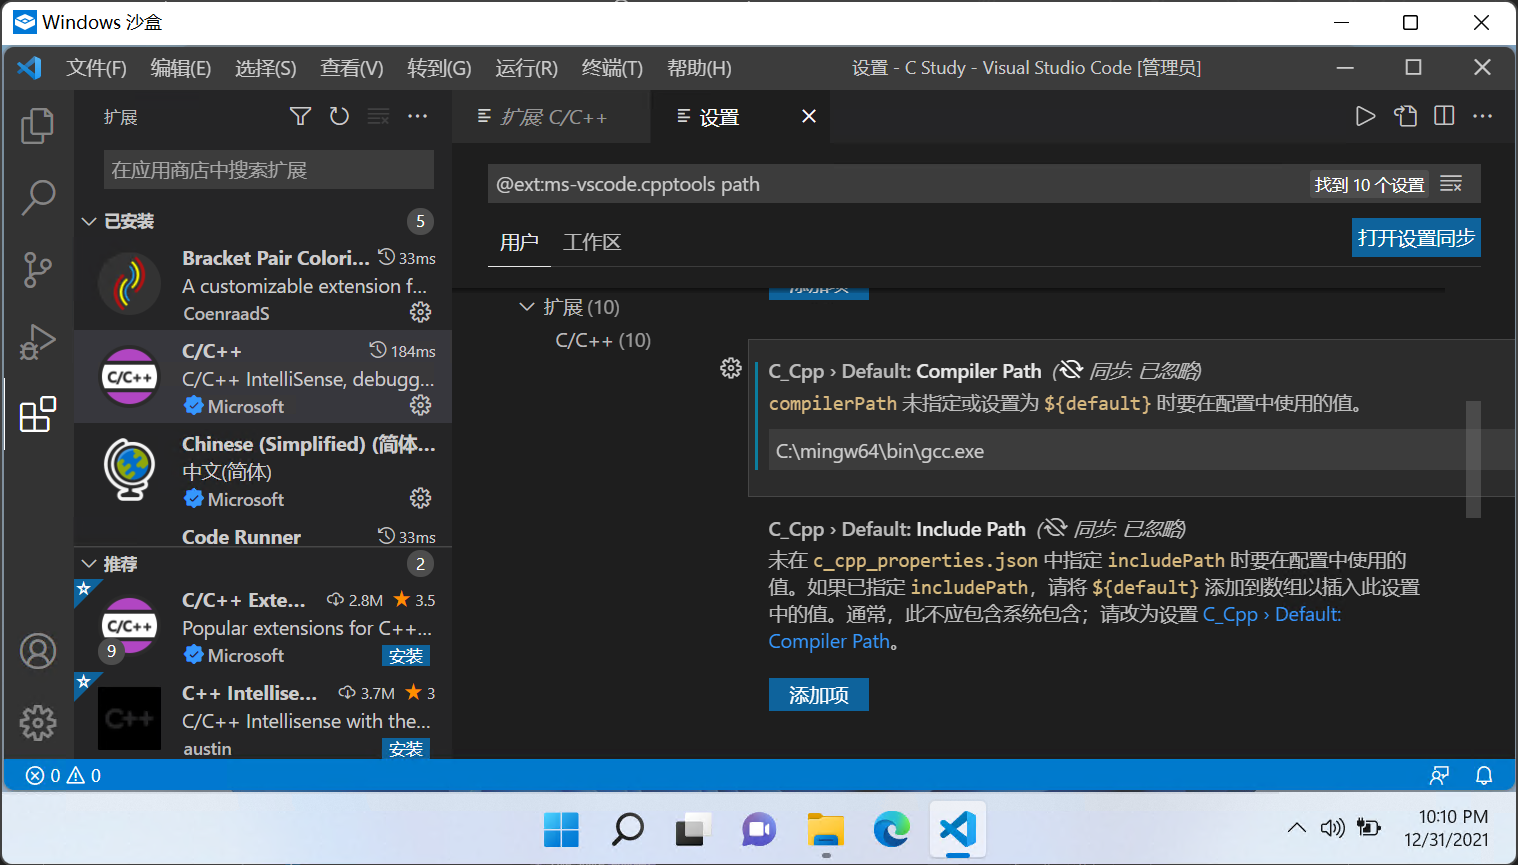 Windows 沙盒
文件(F) 编辑(E) 选择(S) 查看(V) 转到(G) 运行(R) 终端(T) 帮助(H) 设置 - C Study - Visual Studio Code [管理员]
扩展
扩展: C/C++
设置
在应用商店中搜索扩展
@ext:ms-vscode.cpptools path
找到 10 个设置
用户 工作区
打开设置同步
已安装 5
Bracket Pair Colori... 33ms
A customizable extension f...
CoenraadS
C/C++ 184ms
C/C++
C/C++ IntelliSense, debugg...
Microsoft
Chinese (Simplified) (简体...
中文(简体)
Microsoft
Code Runner 33ms
推荐 2
C/C++ Exte... 2.8M 3.5
C/C++
Popular extensions for C++...
9
Microsoft 安装
C++ Intellise... 3.7M 3
C++
C/C++ Intellisense with the...
austin 安装
扩展 (10)
C/C++ (10)
添加项
C_Cpp › Default: Compiler Path (同步: 已忽略)
compilerPath 未指定或设置为 ${default} 时要在配置中使用的值。
C:\mingw64\bin\gcc.exe
C_Cpp › Default: Include Path (同步: 已忽略)
未在 c_cpp_properties.json 中指定 includePath 时要在配置中使用的
值。如果已指定 includePath，请将 ${default} 添加到数组以插入此设置
中的值。通常，此不应包含系统包含；请改为设置 C_Cpp › Default:
Compiler Path。
添加项
0 0
10:10 PM
12/31/2021